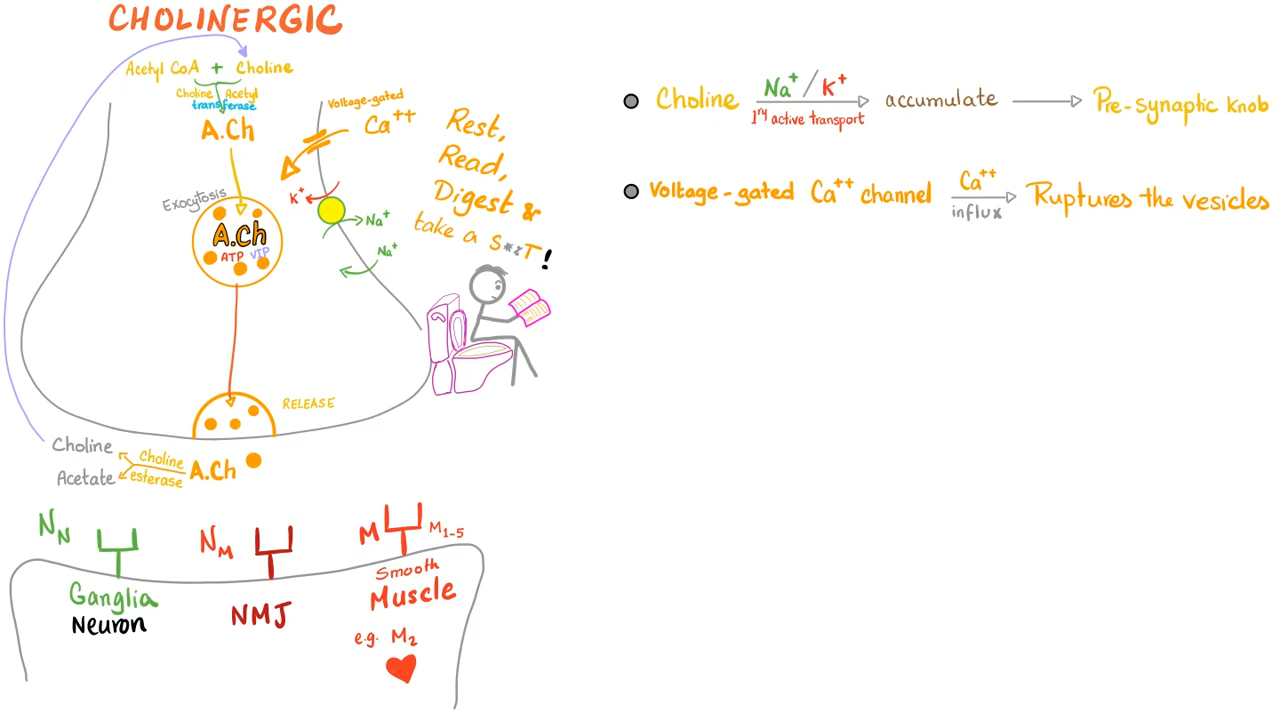 CHOLINERGIC
Acetyl CoA + Choline
Choline Acetyl
transferase
A.Ch
Exocytosis
A.Ch
ATP VIP
Voltage-gated
Ca++
K+
Na+
Na+
Rest,
Read,
Digest &
take a S*%T!
RELEASE
Choline
Acetate
Choline
esterase
A.Ch
NN
Ganglia
Neuron
NM
NMJ
M
M1-5
Smooth
Muscle
e.g. M2
Choline Na+/K+ accumulate Pre-synaptic knob
1ry active transport
Voltage-gated Ca++ channel Ca++ Ruptures the vesicles
influx